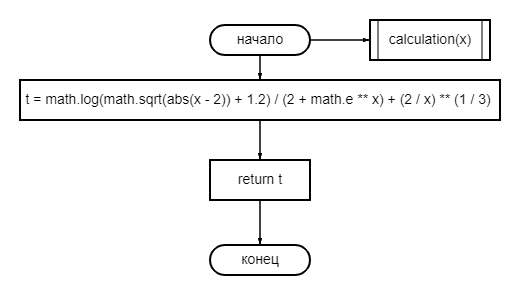 начало
calculation(x)
t = math.log(math.sqrt(abs(x - 2)) + 1.2) / (2 + math.e ** x) + (2 / x) ** (1 / 3)
return t
конец